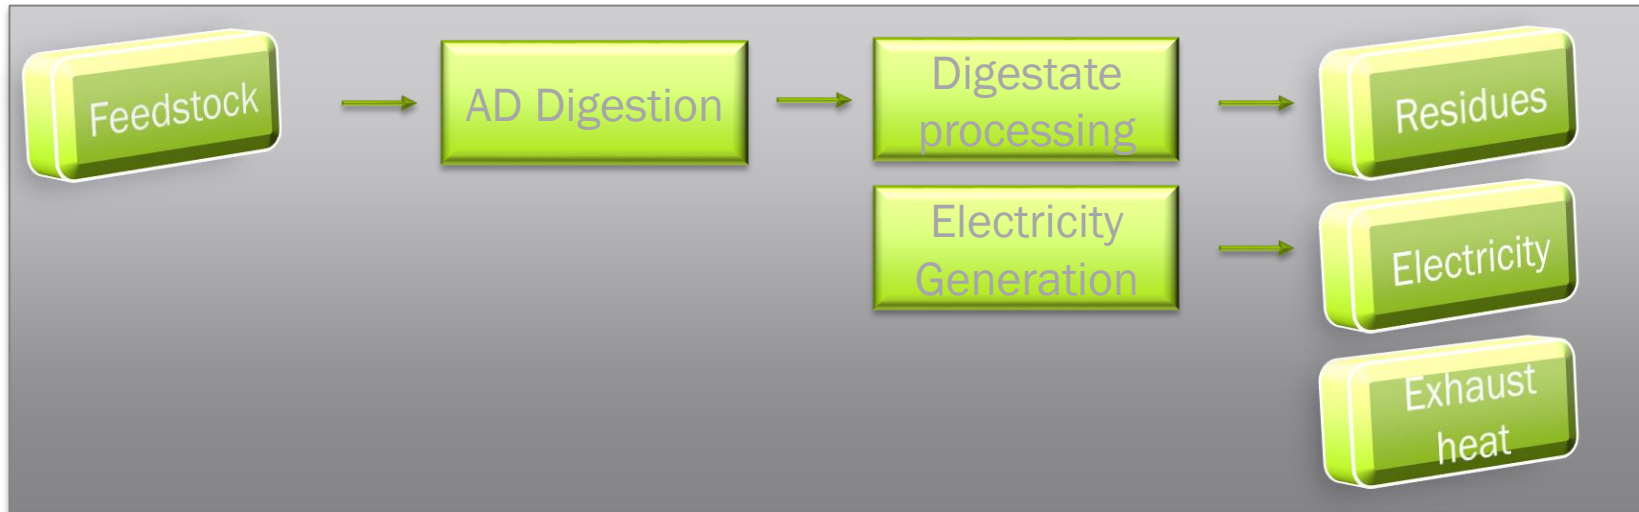 Feedstock
AD Digestion
Digestate
processing
Residues
Electricity
Generation
Electricity
Exhaust
heat